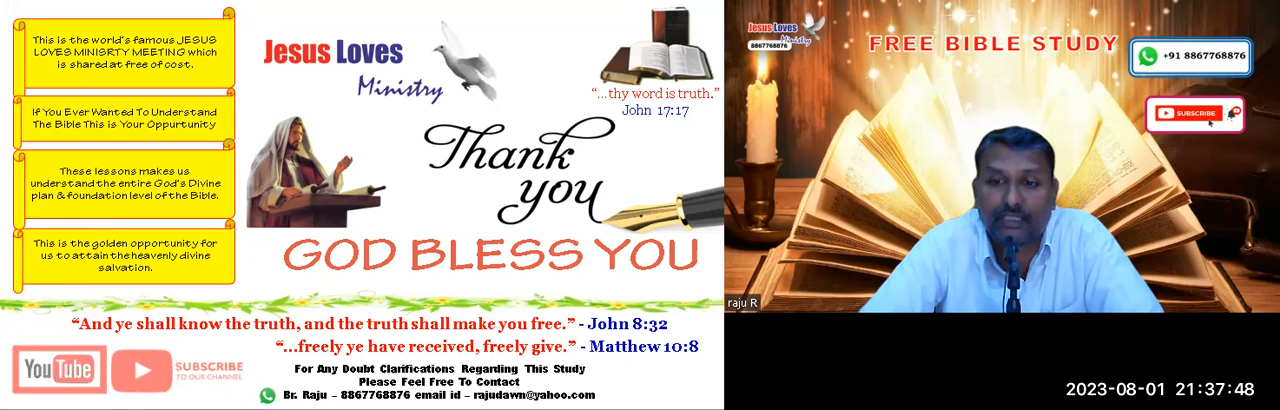 This is the world's famous JESUS
LOVES MINISRTY MEETING which
is shared at free of cost.
If You Ever Wanted To Understand
The Bible This is Your Oppurtunity
These lessons makes us
understand the entire God's Divine
plan & foundation level of the Bible.
This is the golden opportunity for
us to attain the heavenly divine
salvation.
Jesus Loves
Ministry
"...thy word is truth."
John 17:17
Thank
you
GOD BLESS YOU
"And ye shall know the truth, and the truth shall make you free." - John 8:32
"...freely ye have received, freely give." - Matthew 10:8
YouTube
SUBSCRIBE
TO OUR CHANNEL
For Any Doubt Clarifications Regarding This Study
Please Feel Free To Contact
Br. Raju – 8867768876 email id – rajudawn@yahoo.com
Jesus Loves
Ministry
8867768876
FREE BIBLE STUDY
+91 8867768876
SUBSCRIBE
raju R
2023-08-01 21:37:48